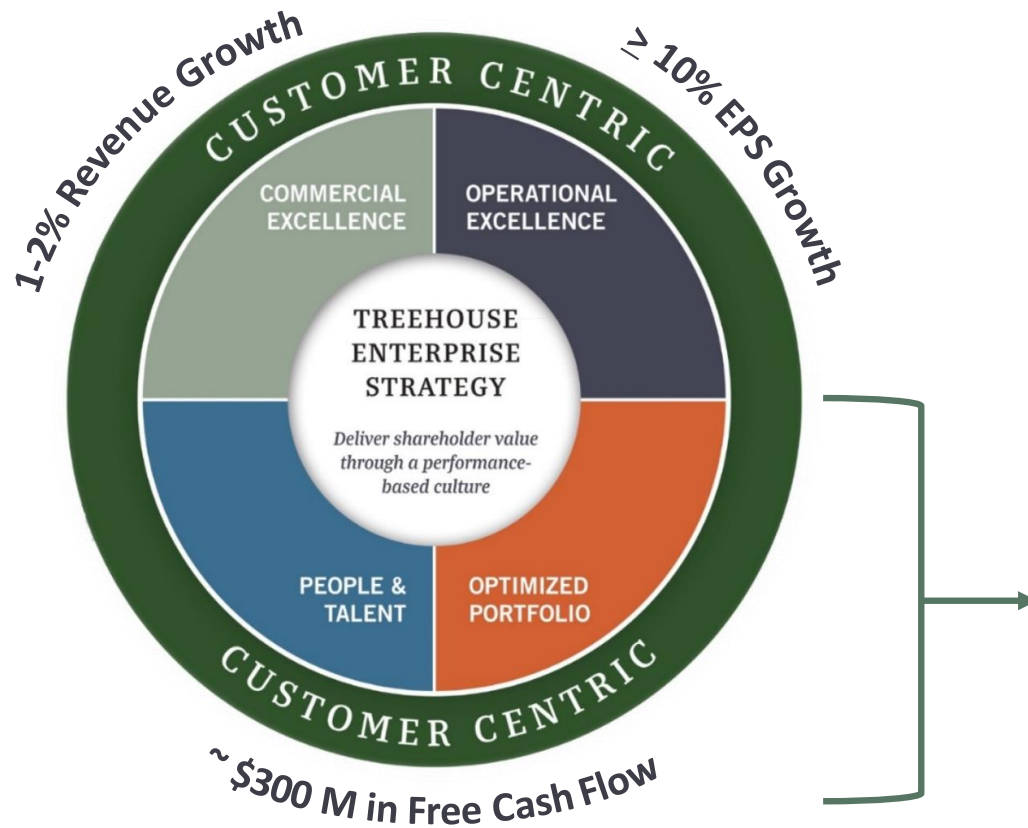 1-2% Revenue Growth
≥ 10% EPS Growth
CUSTOMER CENTRIC
COMMERCIAL
EXCELLENCE
OPERATIONAL
EXCELLENCE
TREEHOUSE
ENTERPRISE
STRATEGY
Deliver shareholder value
through a performance-
based culture
PEOPLE &
TALENT
OPTIMIZED
PORTFOLIO
CUSTOMER CENTRIC
~ $300 M in Free Cash Flow